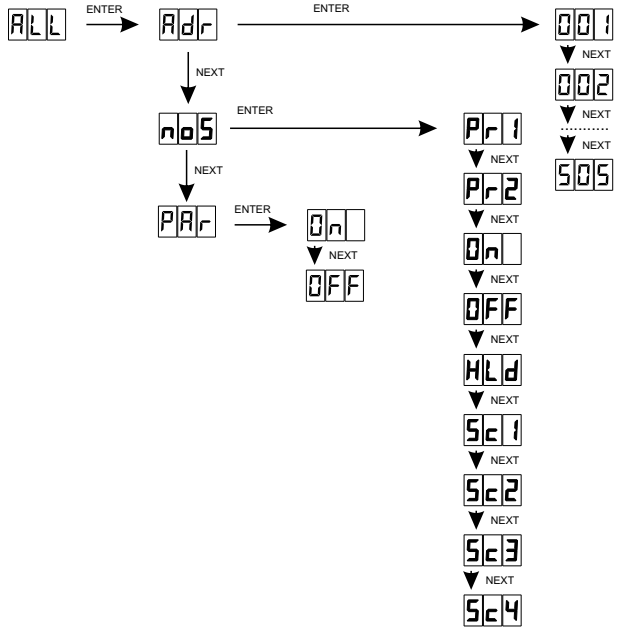 ALL ENTER Adr ENTER 001
NEXT
NEXT 002
NEXT
noS ENTER Pr1 NEXT
NEXT 505
NEXT Pr2
PAr ENTER On NEXT
NEXT On
OFF NEXT
OFF
NEXT
HLd
NEXT
Sc1
NEXT
Sc2
NEXT
Sc3
NEXT
Sc4